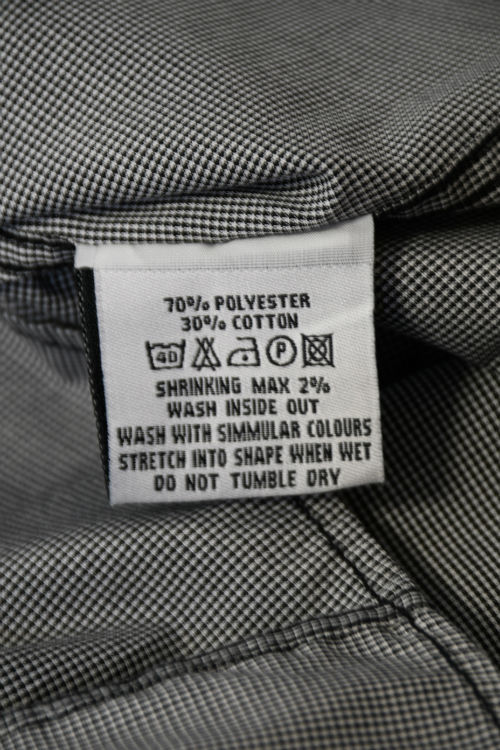 70% POLYESTER
30% COTTON
40 P
SHRINKING MAX 2%
WASH INSIDE OUT
WASH WITH SIMMULAR COLOURS
STRETCH INTO SHAPE WHEN WET
DO NOT TUMBLE DRY